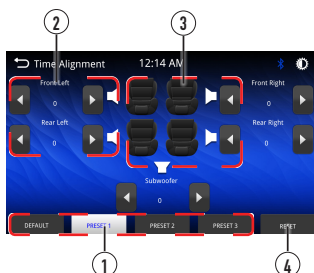 2
3
Time Alignment
12:14 AM
Front Left
Front Right
0
0
Rear Left
Rear Right
0
0
Subwoofer
0
DEFAULT
PRESET 1
PRESET 2
PRESET 3
RESET
1
4